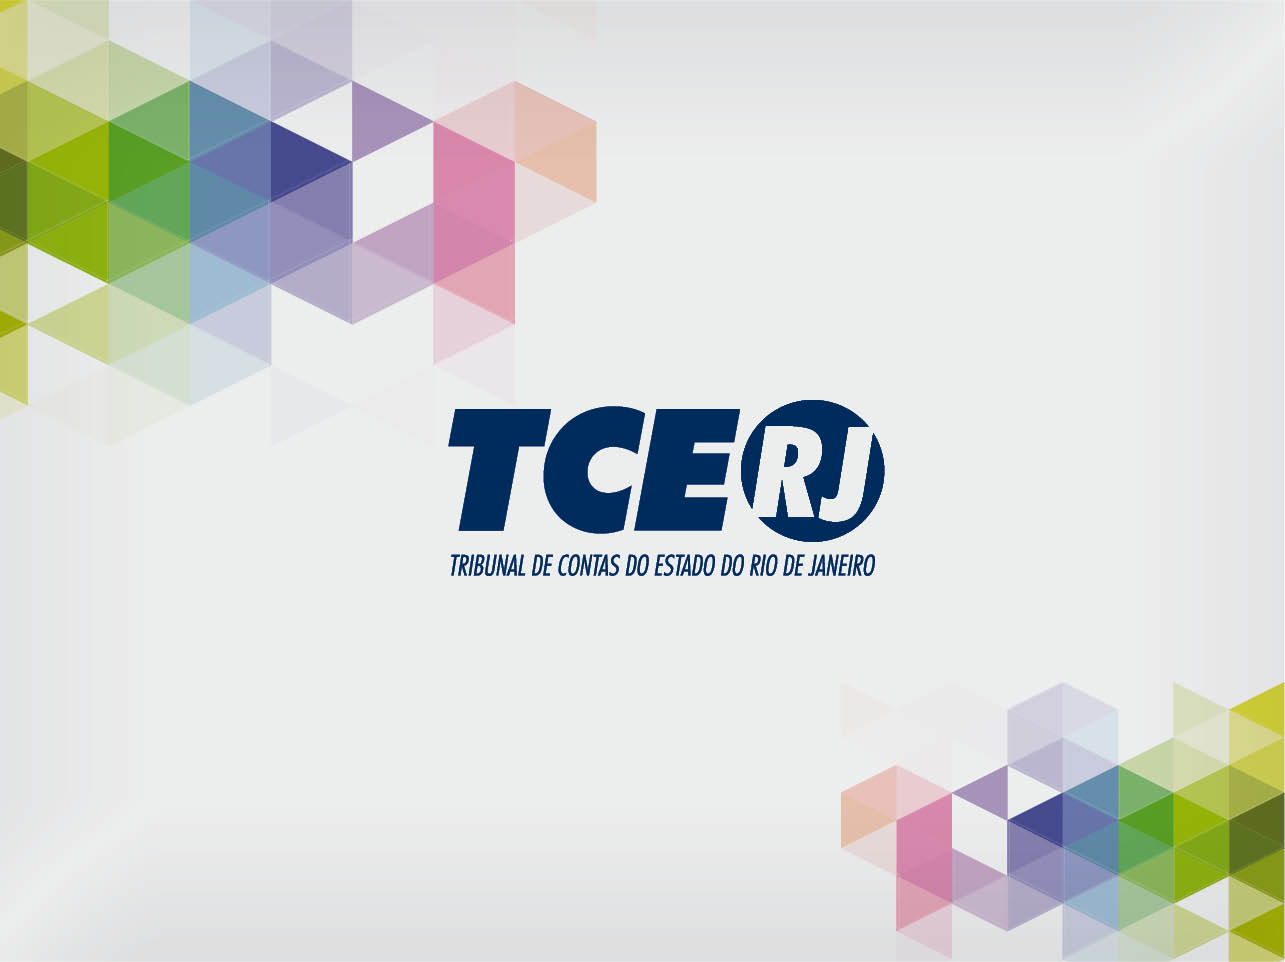 TCERJ
TRIBUNAL DE CONTAS DO ESTADO DO RIO DE JANEIRO